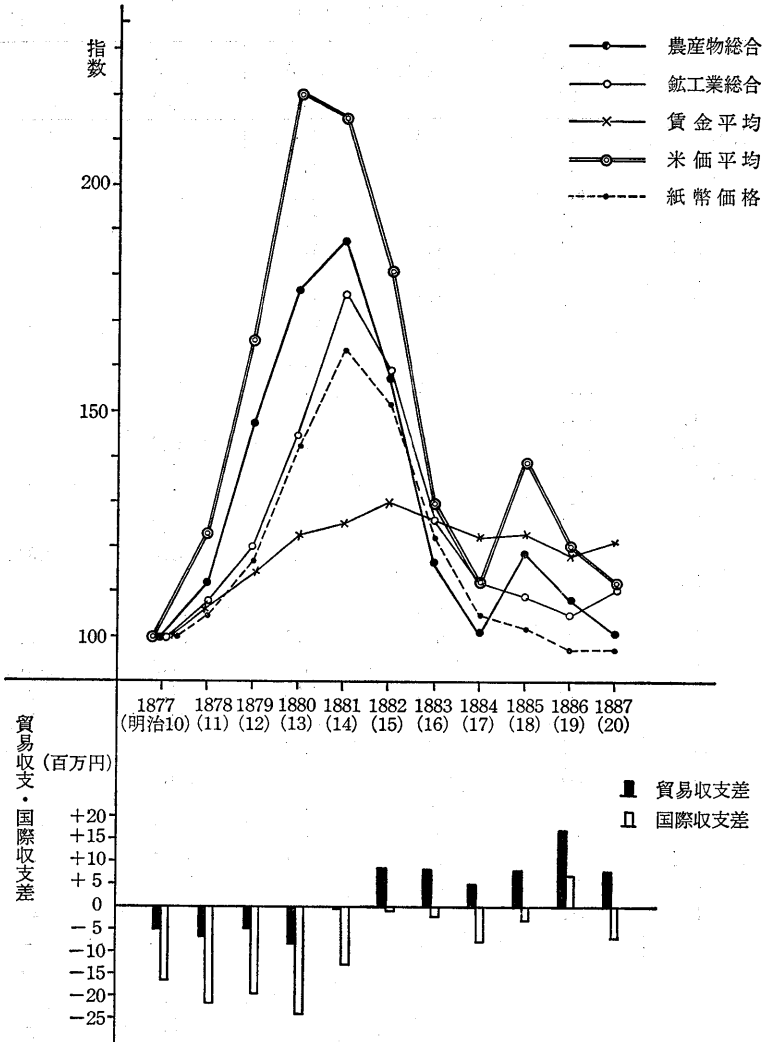 指数
農産物総合
鉱工業総合
賃金平均
米価平均
紙幣価格
200
150
100
1877 1878 1879 1880 1881 1882 1883 1884 1885 1886 1887
(明治10) (11) (12) (13) (14) (15) (16) (17) (18) (19) (20)
貿易収支・国際収支差
(百万円)
貿易収支差
国際収支差
+20
+15
+10
+5
0
-5
-10
-15
-20
-25